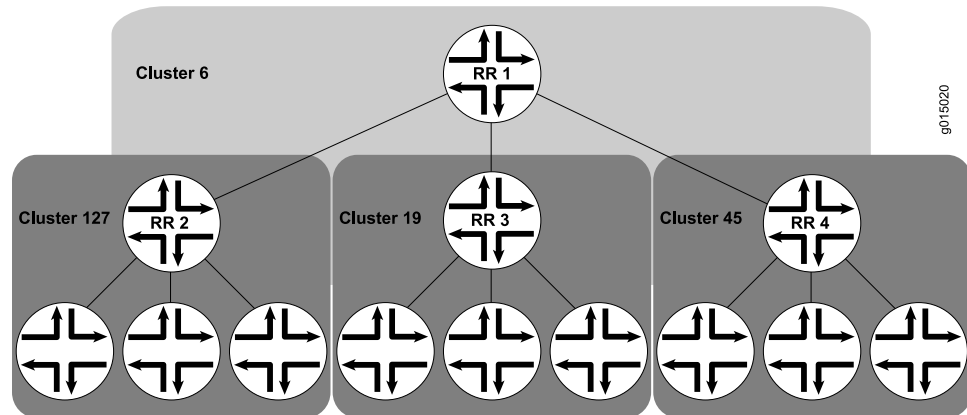 RR 1
Cluster 6
g015020
Cluster 127
RR 2
Cluster 19
RR 3
Cluster 45
RR 4